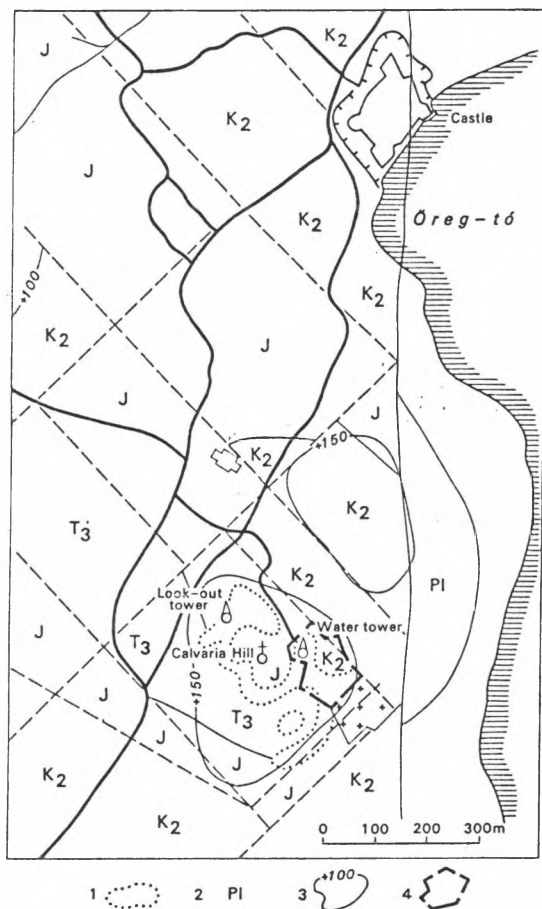 K2
J
K2
Castle
J
K2
Öreg-tó
+100
K2
K2
J
J
J
K2
+150
K2
T3
K2
Pl
Look-out
tower
Water tower
J
T3
Calvaria Hill
K2
J
+150
T3
J
J
K2
J
K2
K2
0 100 200 300m
1
2 Pl
3 +100
4